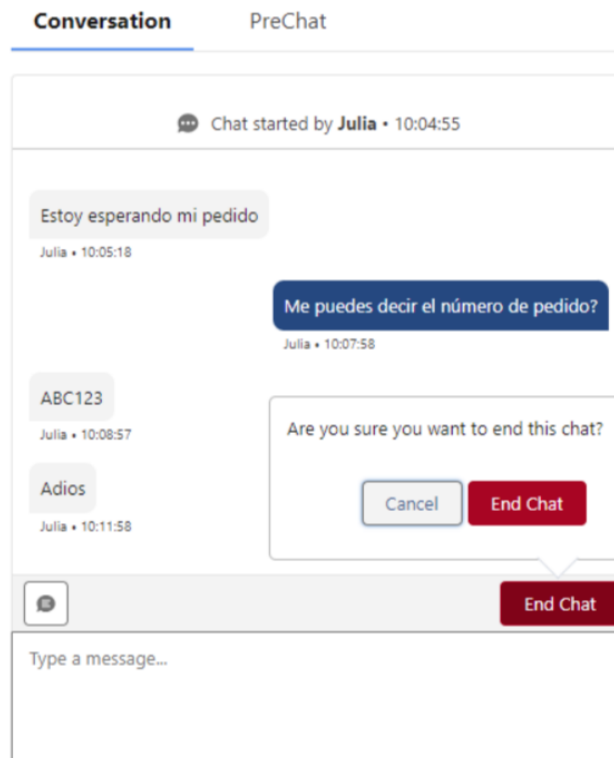 Conversation PreChat
Chat started by Julia • 10:04:55
Estoy esperando mi pedido
Julia • 10:05:18
Me puedes decir el número de pedido?
Julia • 10:07:58
ABC123
Julia • 10:08:57
Are you sure you want to end this chat?
Cancel End Chat
Adios
Julia • 10:11:58
End Chat
Type a message...